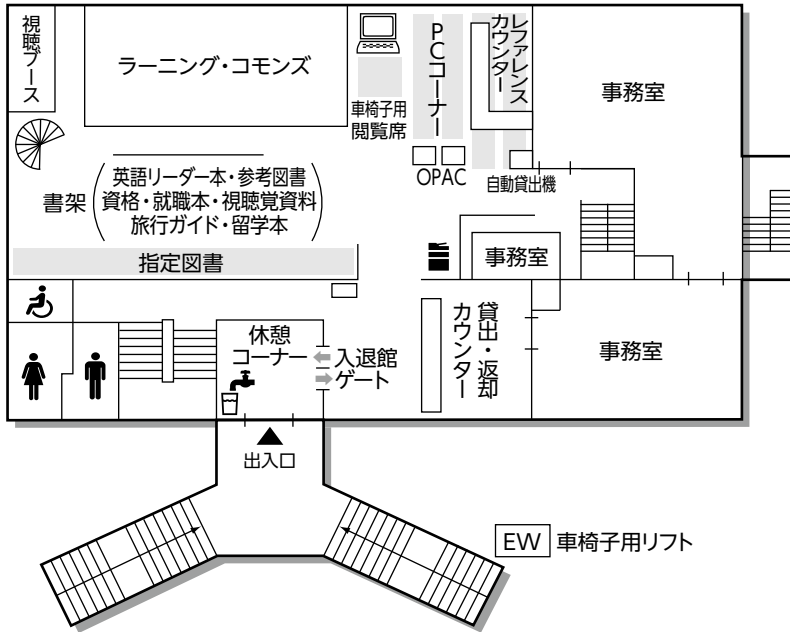 視聴ブース
ラーニング・コモンズ
車椅子用
閲覧席
PCコーナー
レファレンス
カウンター
事務室
OPAC
自動貸出機
書架
英語リーダー本・参考図書
資格・就職本・視聴覚資料
旅行ガイド・留学本
指定図書
事務室
休憩
コーナー
入退館
ゲート
貸出・返却
カウンター
事務室
出入口
EW 車椅子用リフト